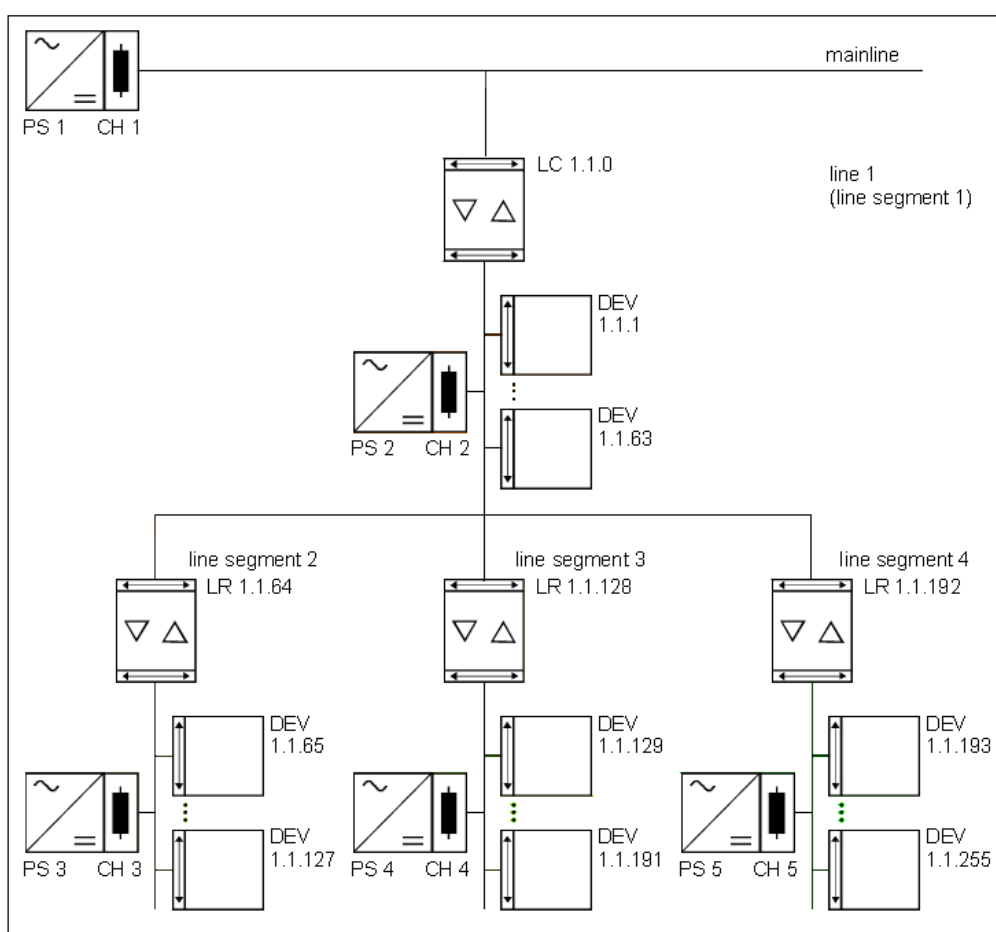 mainline
PS 1 CH 1
LC 1.1.0
line 1
(line segment 1)
DEV
1.1.1
DEV
1.1.63
PS 2 CH 2
line segment 2
LR 1.1.64
line segment 3
LR 1.1.128
line segment 4
LR 1.1.192
DEV
1.1.65
DEV
1.1.129
DEV
1.1.193
DEV
1.1.127
DEV
1.1.191
DEV
1.1.255
PS 3 CH 3
PS 4 CH 4
PS 5 CH 5